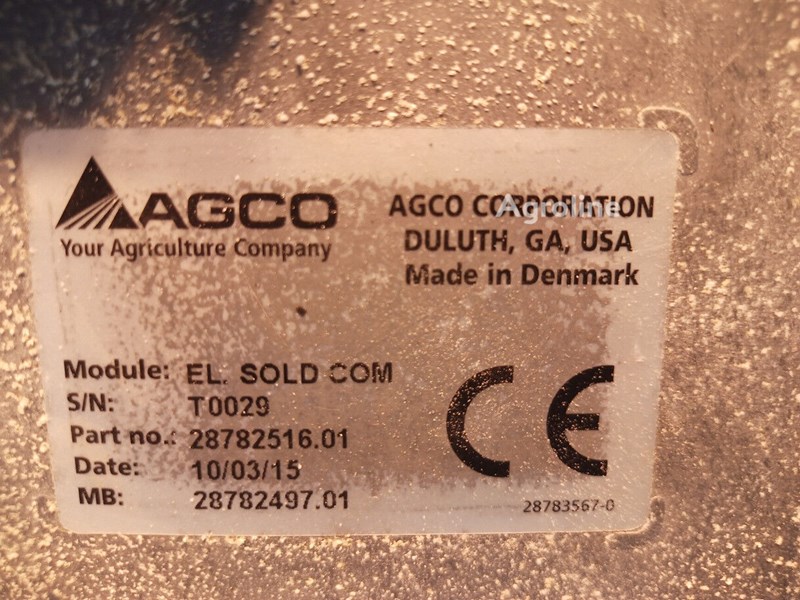 AGCO
Your Agriculture Company
AGCO CORPORATION
Agroline
DULUTH, GA, USA
Made in Denmark
Module: EL. SOLD COM
S/N: T0029
Part no.: 28782516.01
Date: 10/03/15
MB: 28782497.01
CE
28783567-0